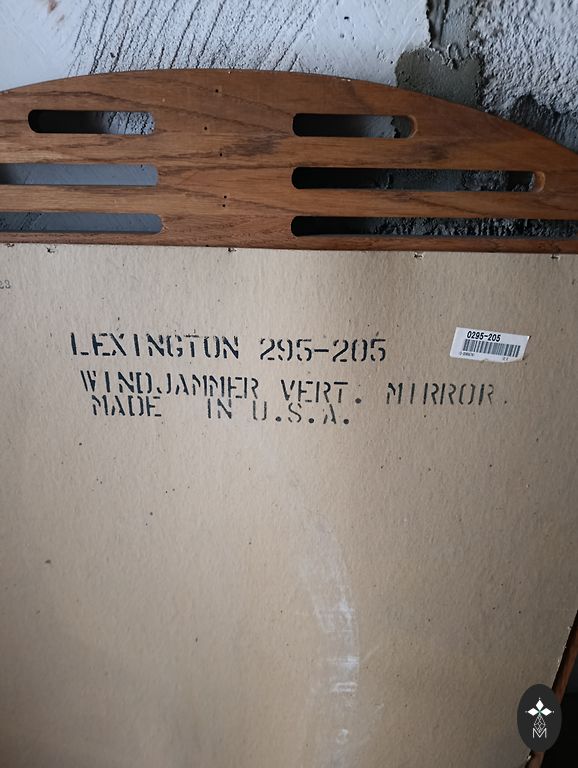 LEXINGTON 295-205
WINDJAMMER VERT. MIRROR.
MADE IN U.S.A.
0295-205
M